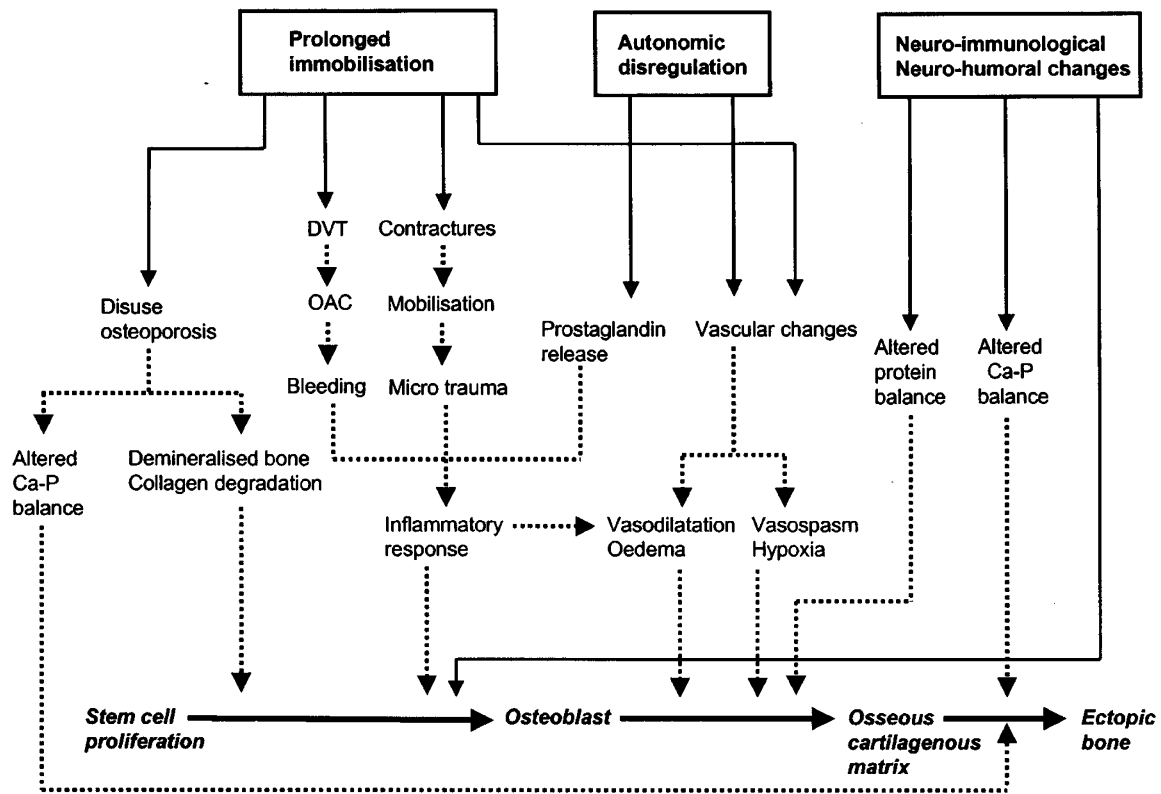 Prolonged
immobilisation
Autonomic
disregulation
Neuro-immunological
Neuro-humoral changes
DVT
Contractures
Disuse
osteoporosis
OAC
Mobilisation
Prostaglandin
release
Vascular changes
Altered
protein
balance
Altered
Ca-P
balance
Bleeding
Micro trauma
Altered
Ca-P
balance
Demineralised bone
Collagen degradation
Inflammatory
response
Vasodilatation
Oedema
Vasospasm
Hypoxia
Stem cell
proliferation
Osteoblast
Osseous
cartilagenous
matrix
Ectopic
bone